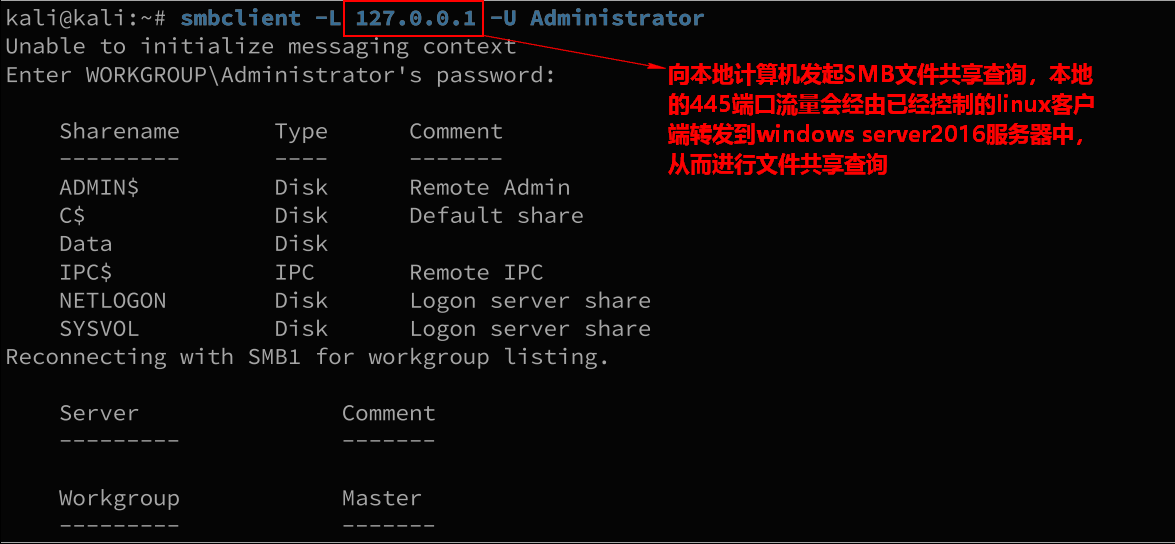 kali@kali:~# smbclient -L 127.0.0.1 -U Administrator
Unable to initialize messaging context
Enter WORKGROUP\Administrator's password:
向本地计算机发起SMB文件共享查询，本地
的445端口流量会经由已经控制的linux客户
端转发到windows server2016服务器中，
从而进行文件共享查询
Sharename Type Comment
--------- ---- -------
ADMIN$ Disk Remote Admin
C$ Disk Default share
Data Disk
IPC$ IPC Remote IPC
NETLOGON Disk Logon server share
SYSVOL Disk Logon server share
Reconnecting with SMB1 for workgroup listing.
Server Comment
--------- -------
Workgroup Master
--------- -------